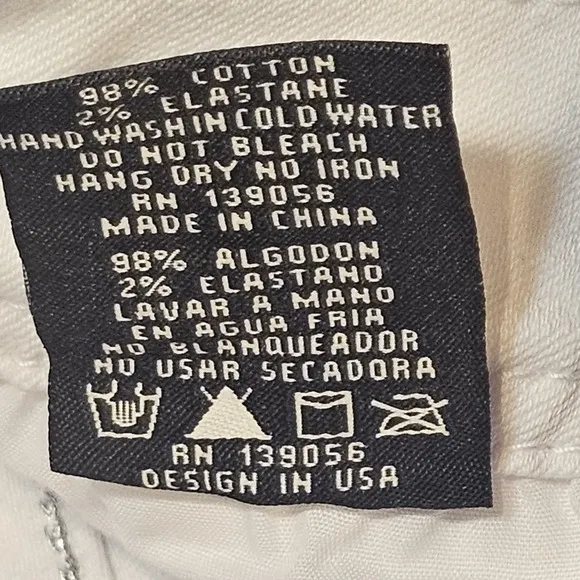 98% COTTON
2% ELASTANE
HAND WASH IN COLD WATER
DO NOT BLEACH
HANG DRY NO IRON
RN 139056
MADE IN CHINA
98% ALGODON
2% ELASTANO
LAVAR A MANO
EN AGUA FRIA
NO BLANQUEADOR
NO USAR SECADORA
RN 139056
DESIGN IN USA